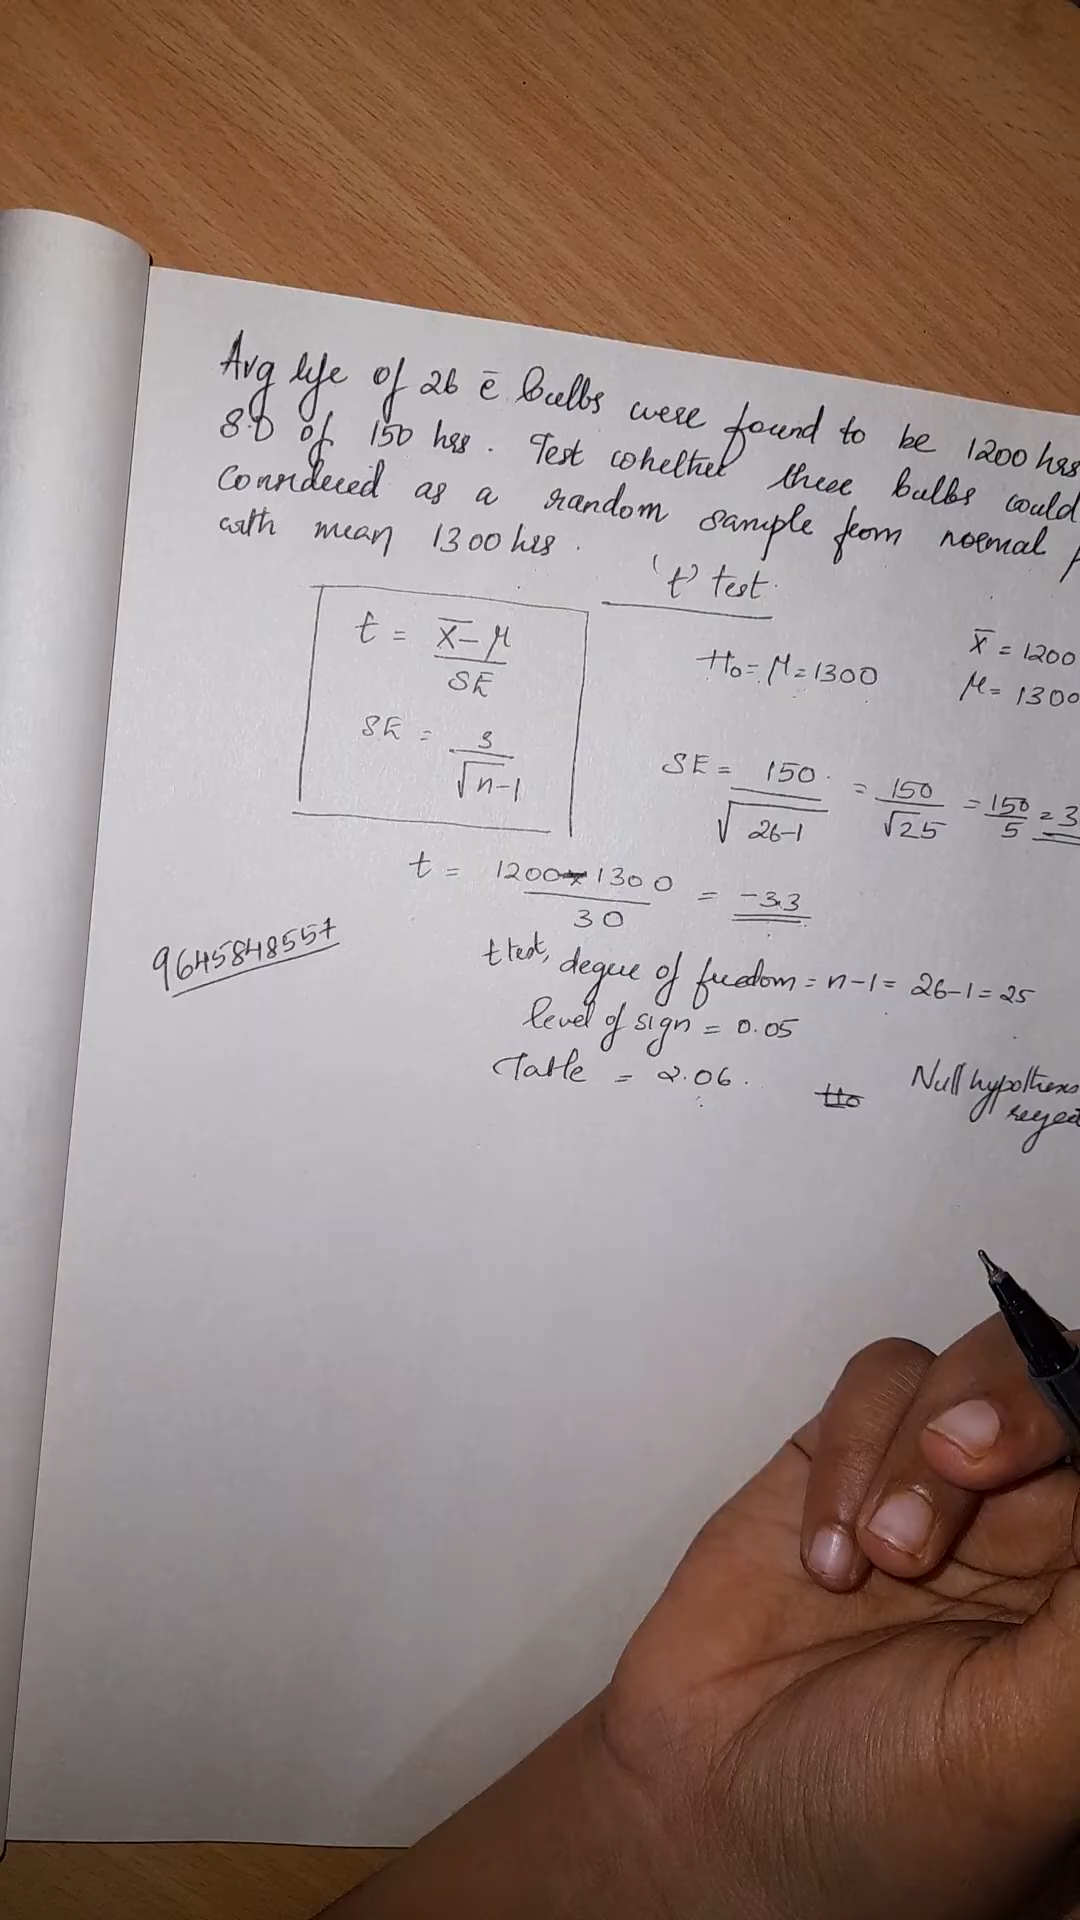 Avg life of 26 ē bulbs were found to be 1200 hrs
S.D of 150 hrs. Test whether these bulbs could
Considered as a random sample from normal
with mean 1300 hrs.
't' test.
t = x̄ - μ / SE
SE = s / √n-1
H₀ = μ = 1300
x̄ = 1200
μ = 1300
SE = 150 / √26-1 = 150 / √25 = 150 / 5 = 3
t = 1200 - 1300 / 30 = -3.3
9645848557
t test, degree of freedom = n-1 = 26-1 = 25
level of sign = 0.05
Table = 2.06.
Null hypothesis
reject